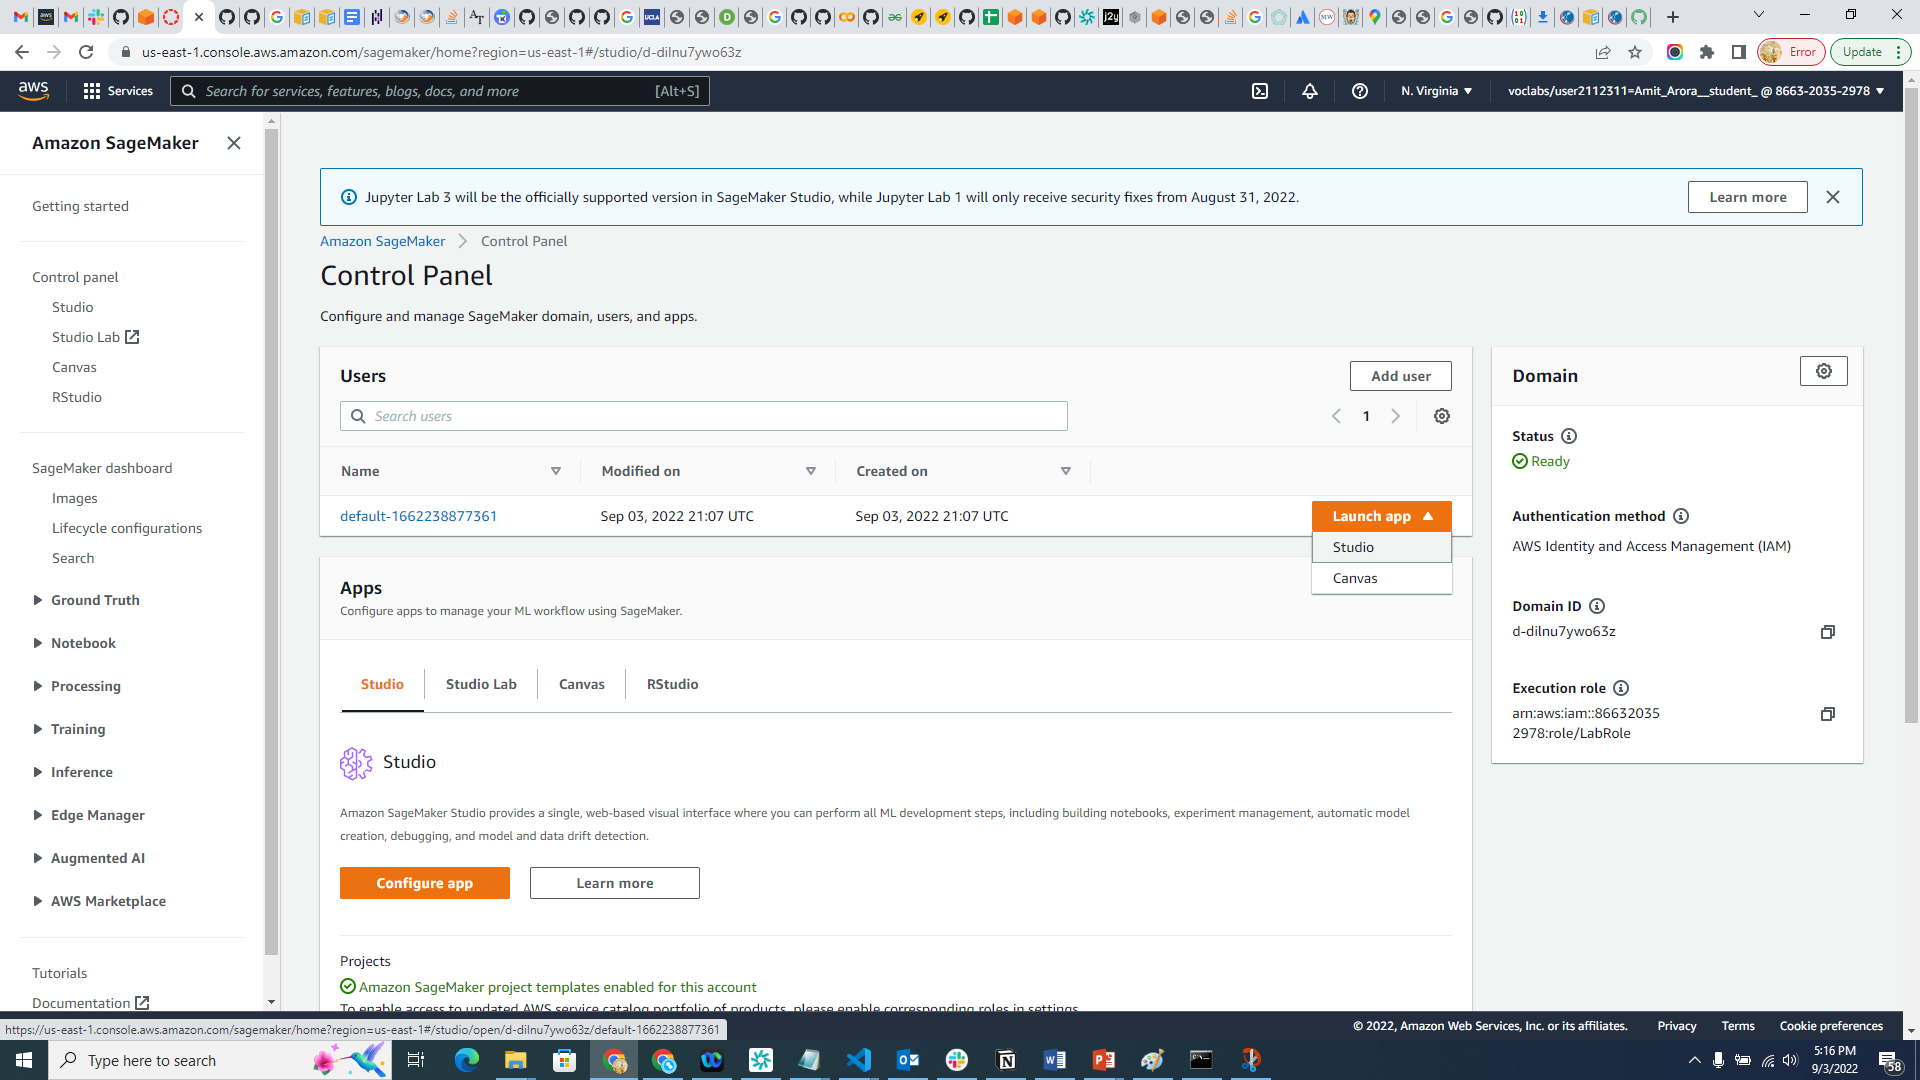 us-east-1.console.aws.amazon.com/sagemaker/home?region=us-east-1#/studio/d-dilnu7ywo63z
Error
Update
aws
Services
Search for services, features, blogs, docs, and more
[Alt+S]
N. Virginia
voclabs/user2112311=Amit_Arora__student_ @ 8663-2035-2978
Amazon SageMaker
Getting started
Control panel
Studio
Studio Lab
Canvas
RStudio
SageMaker dashboard
Images
Lifecycle configurations
Search
Ground Truth
Notebook
Processing
Training
Inference
Edge Manager
Augmented AI
AWS Marketplace
Tutorials
Documentation
Jupyter Lab 3 will be the officially supported version in SageMaker Studio, while Jupyter Lab 1 will only receive security fixes from August 31, 2022.
Learn more
Amazon SageMaker
Control Panel
Control Panel
Configure and manage SageMaker domain, users, and apps.
Users
Add user
Search users
1
Name
Modified on
Created on
default-1662238877361
Sep 03, 2022 21:07 UTC
Sep 03, 2022 21:07 UTC
Launch app
Studio
Canvas
Apps
Configure apps to manage your ML workflow using SageMaker.
Studio
Studio Lab
Canvas
RStudio
Studio
Amazon SageMaker Studio provides a single, web-based visual interface where you can perform all ML development steps, including building notebooks, experiment management, automatic model
creation, debugging, and model and data drift detection.
Configure app
Learn more
Projects
Amazon SageMaker project templates enabled for this account
To enable access to updated AWS service catalog portfolio of products, please enable corresponding roles in settings
Domain
Status
Ready
Authentication method
AWS Identity and Access Management (IAM)
Domain ID
d-dilnu7ywo63z
Execution role
arn:aws:iam::86632035
2978:role/LabRole
https://us-east-1.console.aws.amazon.com/sagemaker/home?region=us-east-1#/studio/open/d-dilnu7ywo63z/default-1662238877361
© 2022, Amazon Web Services, Inc. or its affiliates.
Privacy
Terms
Cookie preferences
Type here to search
5:16 PM
9/3/2022
58